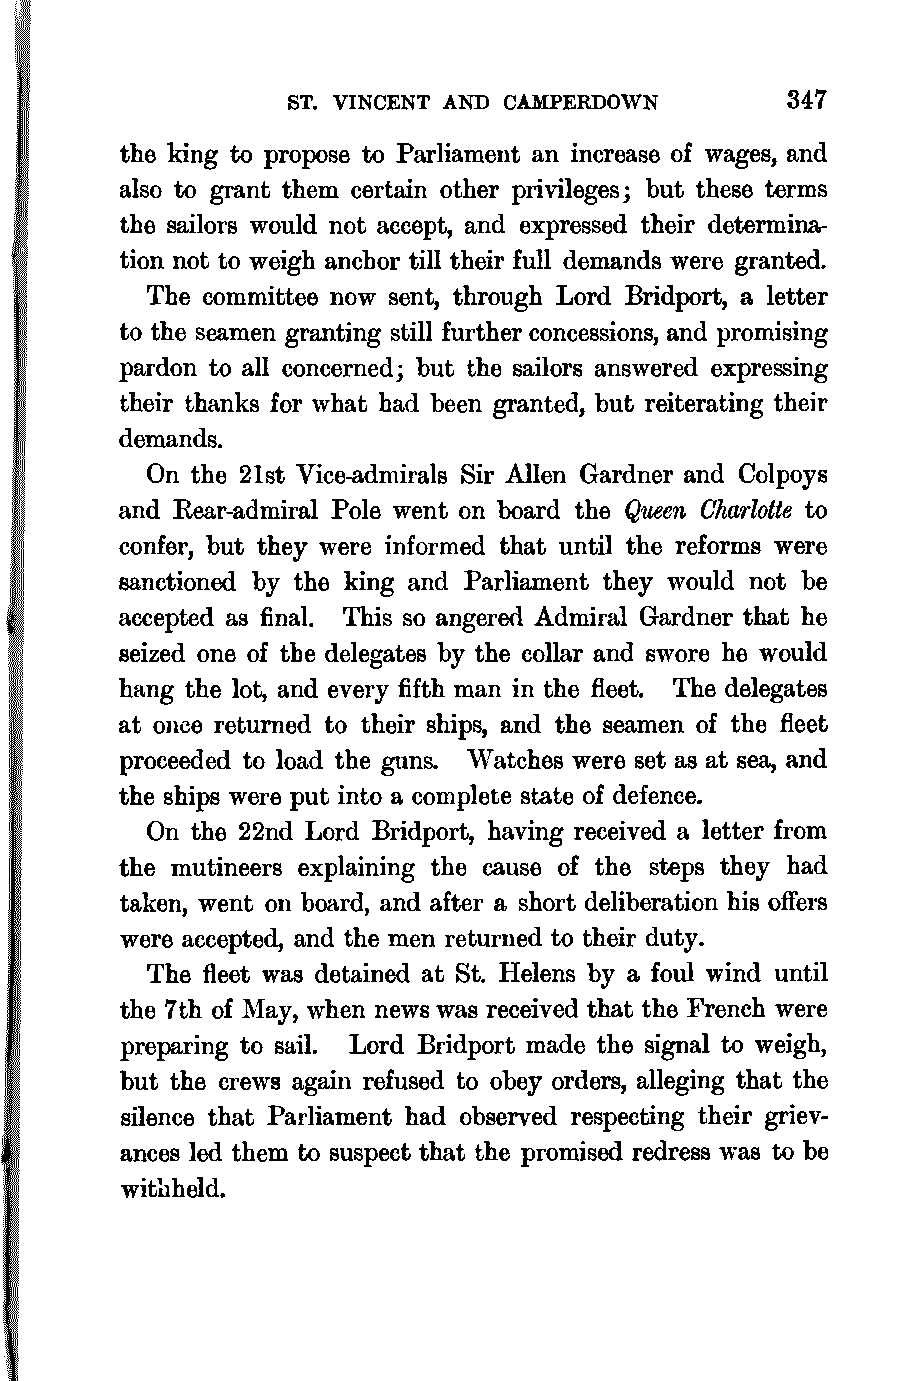 ST. VINCENT AND CAMPERDOWN 347
the king to propose to Parliament an increase of wages, and
also to grant them certain other privileges; but these terms
the sailors would not accept, and expressed their determina-
tion not to weigh anchor till their full demands were granted.
The committee now sent, through Lord Bridport, a letter
to the seamen granting still further concessions, and promising
pardon to all concerned; but the sailors answered expressing
their thanks for what had been granted, but reiterating their
demands.
On the 21st Vice-admirals Sir Allen Gardner and Colpoys
and Rear-admiral Pole went on board the Queen Charlotte to
confer, but they were informed that until the reforms were
sanctioned by the king and Parliament they would not be
accepted as final. This so angered Admiral Gardner that he
seized one of the delegates by the collar and swore he would
hang the lot, and every fifth man in the fleet. The delegates
at once returned to their ships, and the seamen of the fleet
proceeded to load the guns. Watches were set as at sea, and
the ships were put into a complete state of defence.
On the 22nd Lord Bridport, having received a letter from
the mutineers explaining the cause of the steps they had
taken, went on board, and after a short deliberation his offers
were accepted, and the men returned to their duty.
The fleet was detained at St. Helens by a foul wind until
the 7th of May, when news was received that the French were
preparing to sail. Lord Bridport made the signal to weigh,
but the crews again refused to obey orders, alleging that the
silence that Parliament had observed respecting their griev-
ances led them to suspect that the promised redress was to be
withheld.